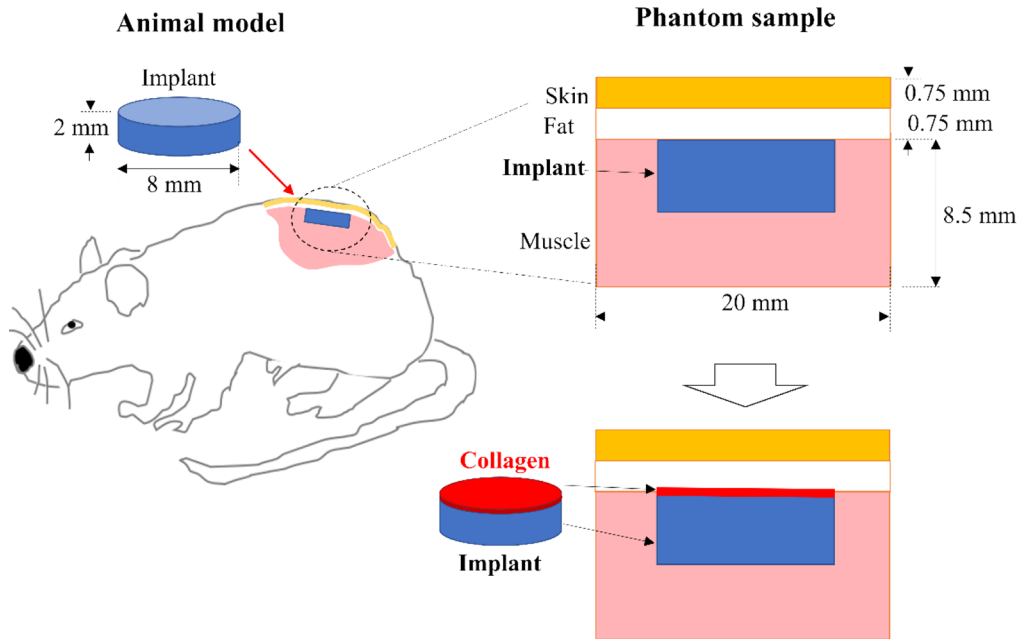 Animal model
Phantom sample
Implant
2 mm
8 mm
Skin
Fat
Implant
Muscle
0.75 mm
0.75 mm
8.5 mm
20 mm
Collagen
Implant